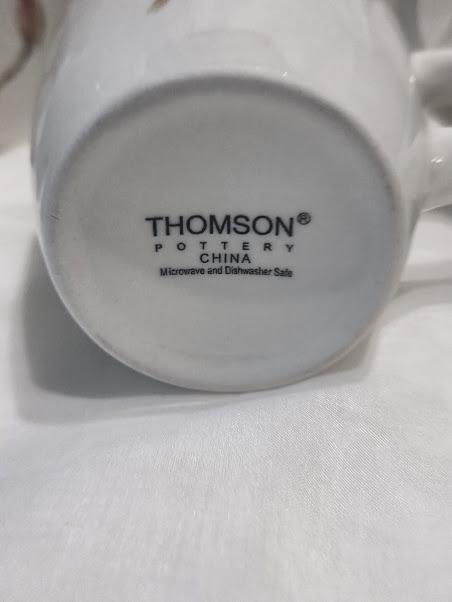 THOMSON®
POTTERY
CHINA
Microwave and Dishwasher Safe